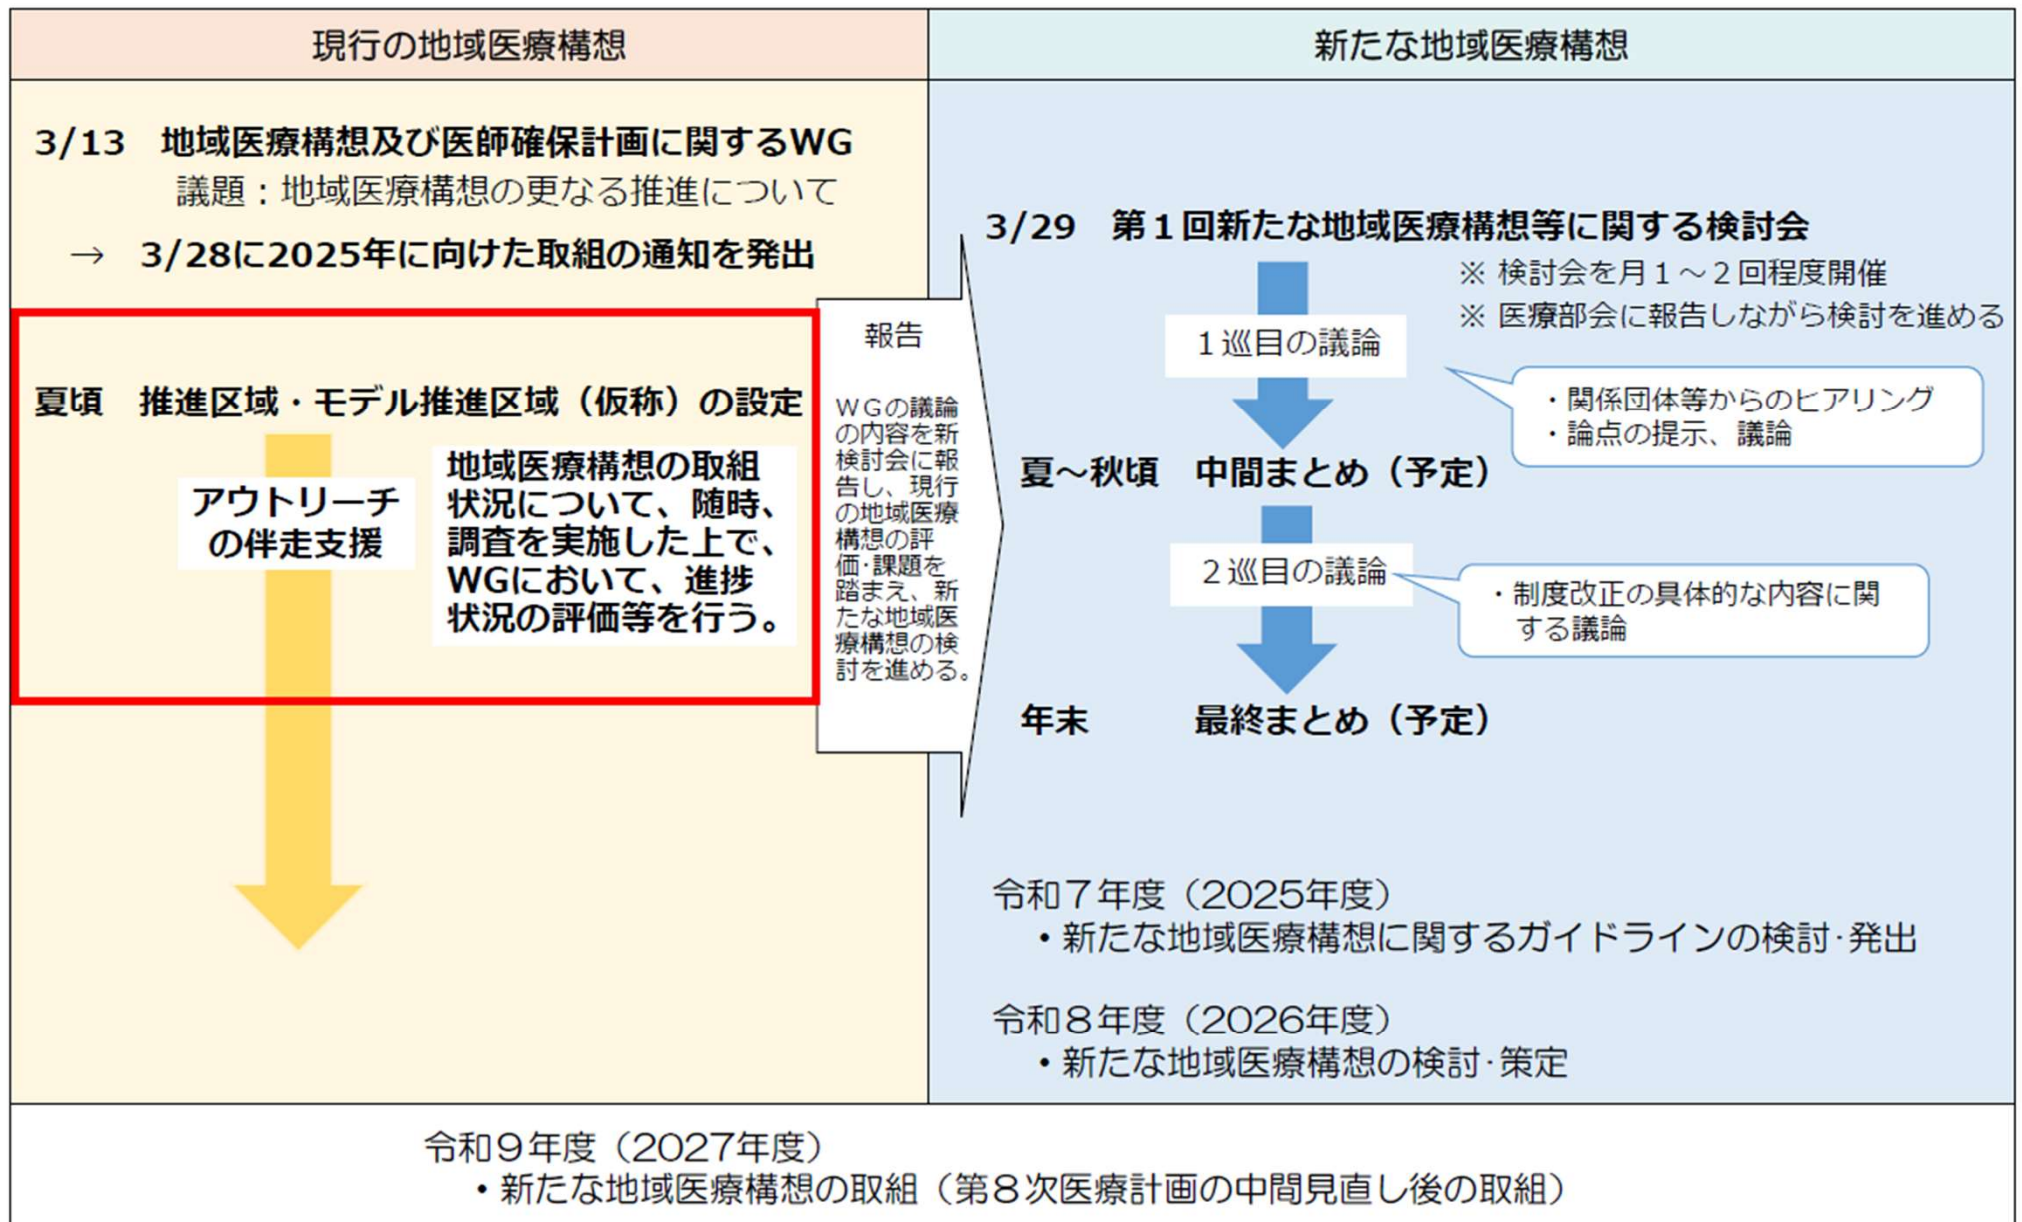 現行の地域医療構想
3/13 地域医療構想及び医師確保計画に関するWG
議題：地域医療構想の更なる推進について
→ 3/28に2025年に向けた取組の通知を発出
夏頃 推進区域・モデル推進区域（仮称）の設定
アウトリーチ
の伴走支援
地域医療構想の取組
状況について、随時、
調査を実施した上で、
WGにおいて、進捗
状況の評価等を行う。
報告
ＷＧの議論
の内容を新
検討会に報
告し、現行
の地域医療
構想の評
価･課題を
踏まえ、新
たな地域医
療構想の検
討を進める。
新たな地域医療構想
3/29 第１回新たな地域医療構想等に関する検討会
※ 検討会を月１～２回程度開催
※ 医療部会に報告しながら検討を進める
１巡目の議論
・関係団体等からのヒアリング
・論点の提示、議論
夏～秋頃 中間まとめ（予定）
２巡目の議論
・制度改正の具体的な内容に関
する議論
年末 最終まとめ（予定）
令和７年度（2025年度）
・新たな地域医療構想に関するガイドラインの検討･発出
令和８年度（2026年度）
・新たな地域医療構想の検討･策定
令和９年度（2027年度）
・新たな地域医療構想の取組（第８次医療計画の中間見直し後の取組）